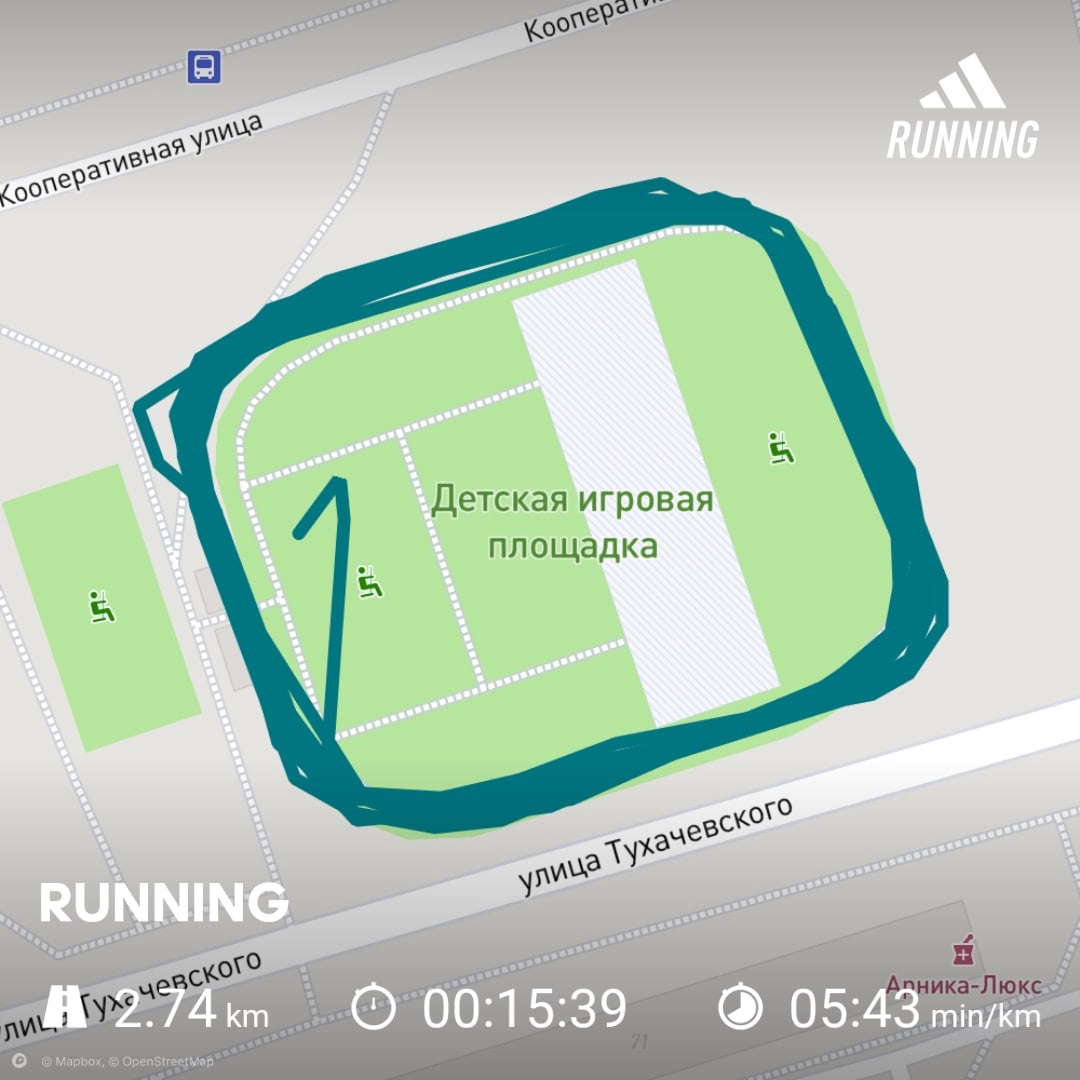 Кооператив
Кооперативная улица
RUNNING
Детская игровая
площадка
улица Тухачевского
RUNNING
улица Тухачевского
Арника-Люкс
2.74 km
00:15:39
05:43 min/km
71
© Mapbox, © OpenStreetMap